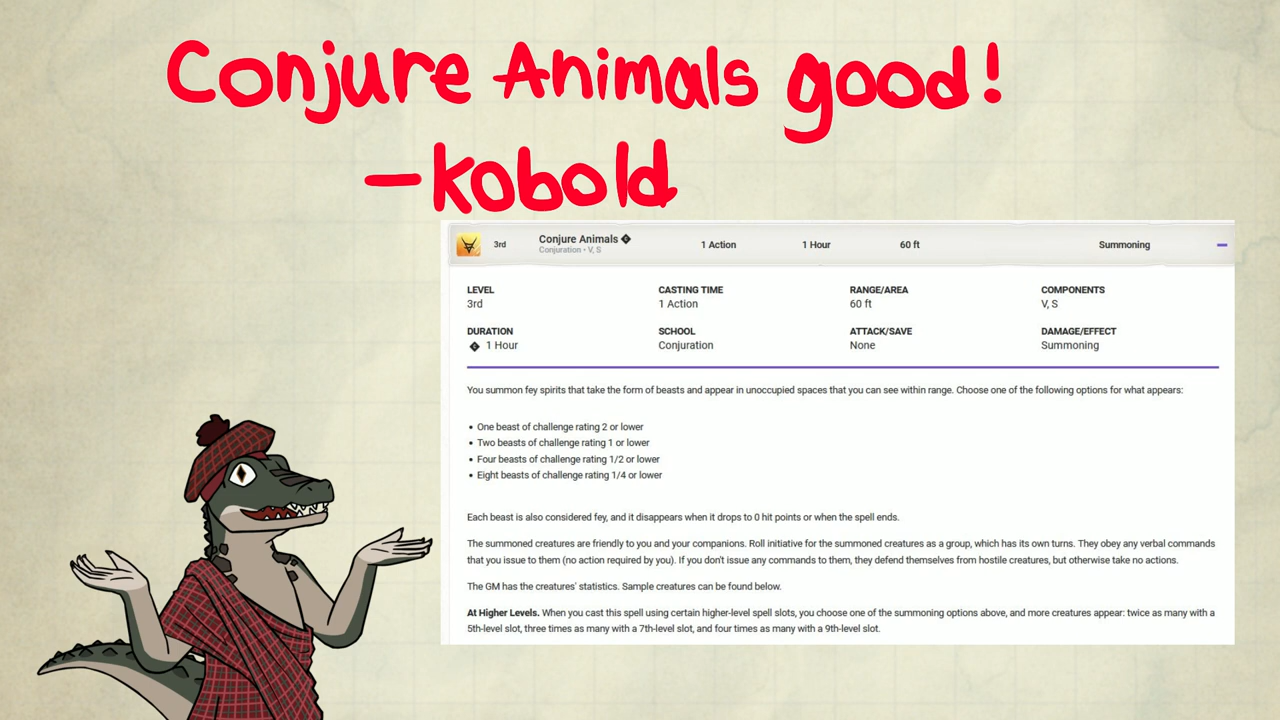 Conjure Animals good!
-Kobold
3rd Conjure Animals 1 Action 1 Hour 60 ft Summoning
Conjuration • V, S
LEVEL CASTING TIME RANGE/AREA COMPONENTS
3rd 1 Action 60 ft V, S
DURATION SCHOOL ATTACK/SAVE DAMAGE/EFFECT
1 Hour Conjuration None Summoning
You summon fey spirits that take the form of beasts and appear in unoccupied spaces that you can see within range. Choose one of the following options for what appears:
• One beast of challenge rating 2 or lower
• Two beasts of challenge rating 1 or lower
• Four beasts of challenge rating 1/2 or lower
• Eight beasts of challenge rating 1/4 or lower
Each beast is also considered fey, and it disappears when it drops to 0 hit points or when the spell ends.
The summoned creatures are friendly to you and your companions. Roll initiative for the summoned creatures as a group, which has its own turns. They obey any verbal commands
that you issue to them (no action required by you). If you don't issue any commands to them, they defend themselves from hostile creatures, but otherwise take no actions.
The GM has the creatures' statistics. Sample creatures can be found below.
At Higher Levels. When you cast this spell using certain higher-level spell slots, you choose one of the summoning options above, and more creatures appear: twice as many with a
5th-level slot, three times as many with a 7th-level slot, and four times as many with a 9th-level slot.